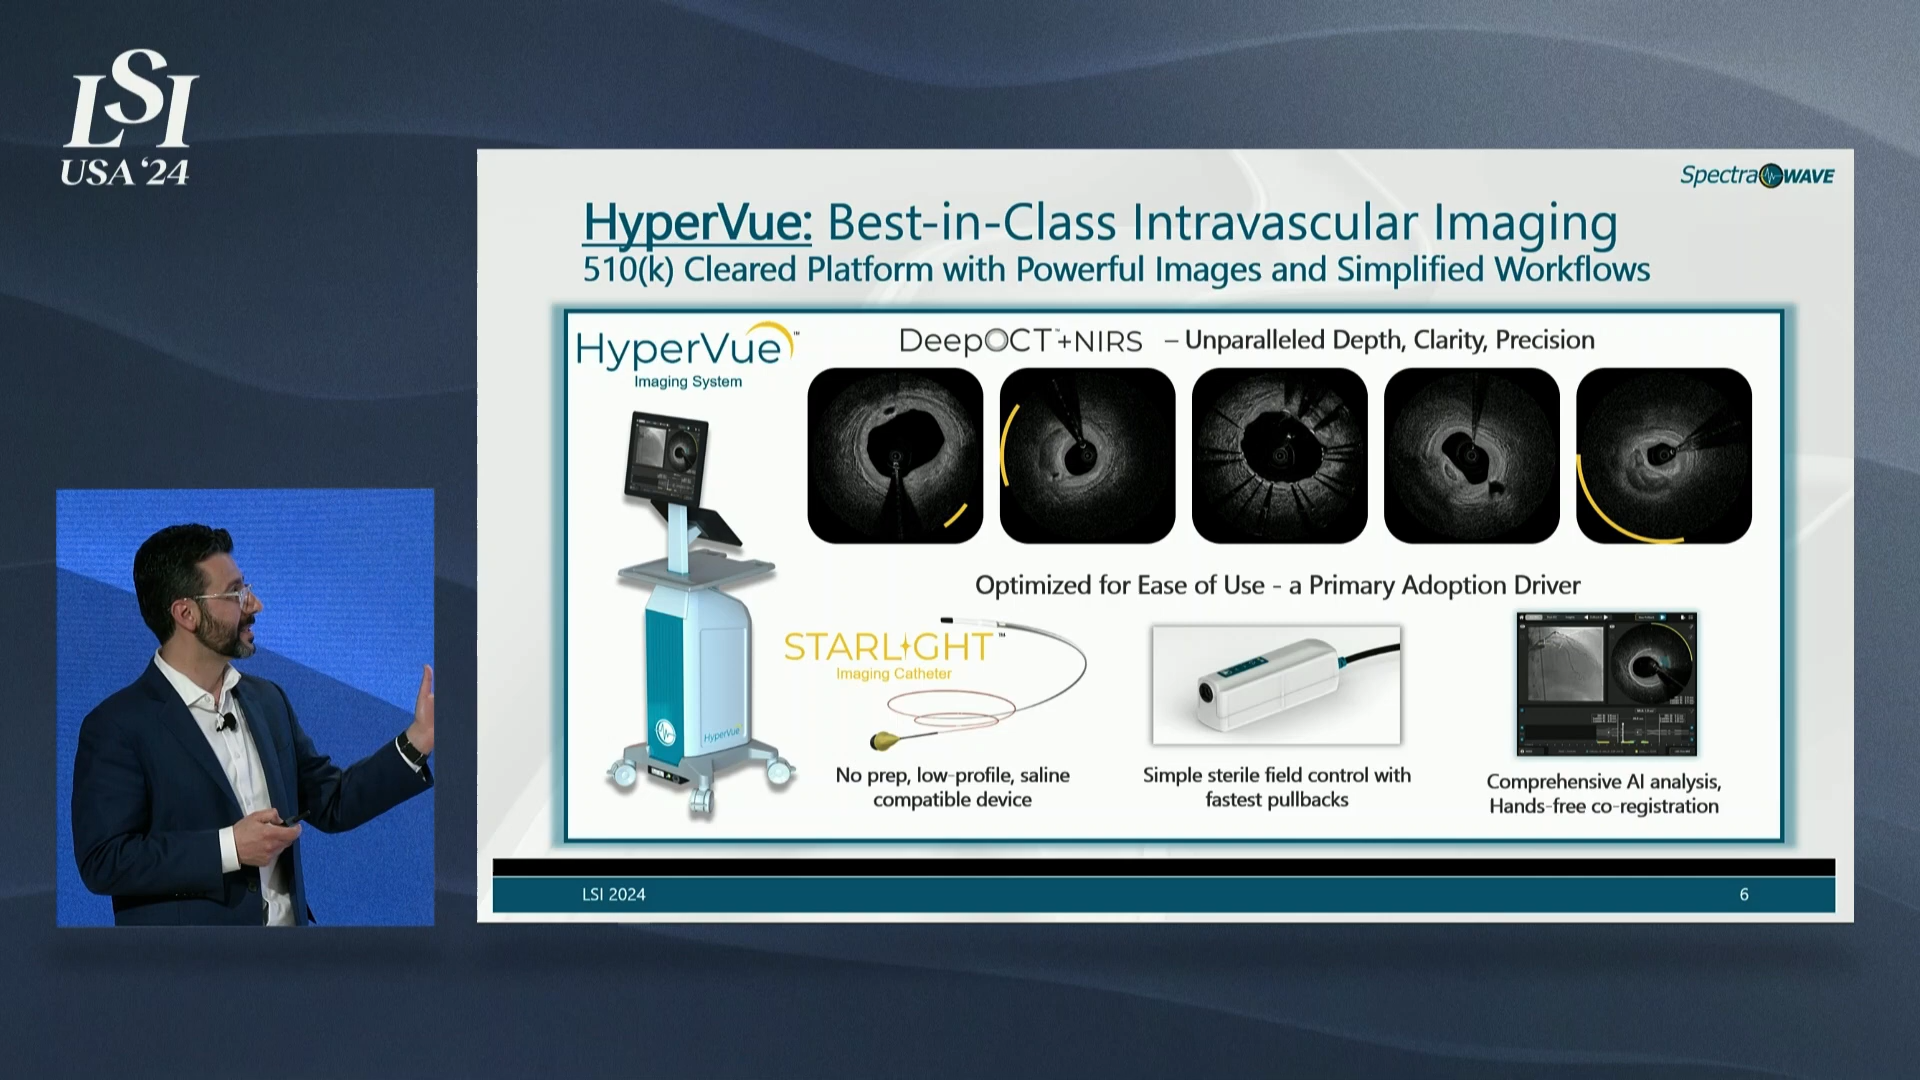 LSI
USA '24
SpectraWAVE
HyperVue: Best-in-Class Intravascular Imaging
510(k) Cleared Platform with Powerful Images and Simplified Workflows
HyperVue™
Imaging System
DeepOCT™+NIRS – Unparalleled Depth, Clarity, Precision
Optimized for Ease of Use - a Primary Adoption Driver
STARLIGHT™
Imaging Catheter
HyperVue
No prep, low-profile, saline
compatible device
Simple sterile field control with
fastest pullbacks
Comprehensive AI analysis,
Hands-free co-registration
LSI 2024
6